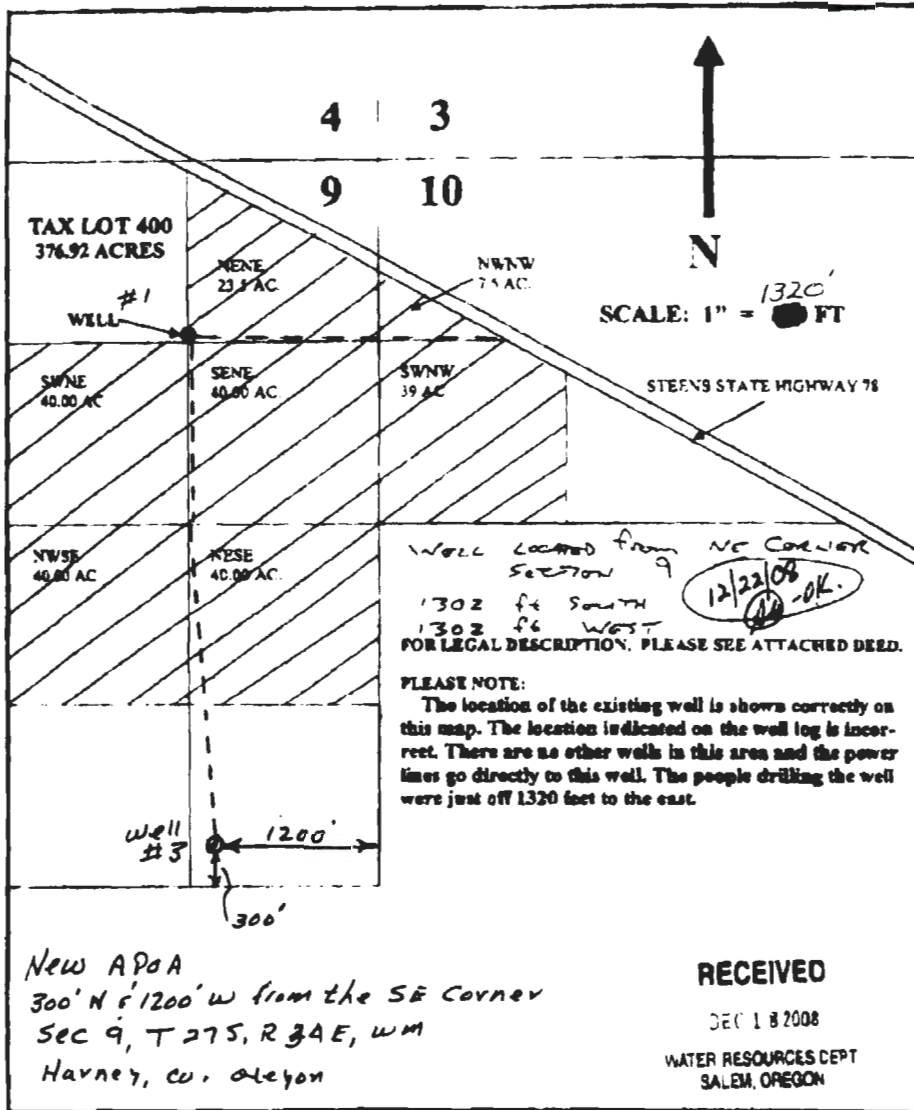 4 3
9 10
TAX LOT 400
376.92 ACRES
N
NENE
23.5 AC.
NWNW
7.5 AC.
#1
WELL
SCALE: 1" = 1320' FT
SWNE
40.00 AC
SENE
40.00 AC
SWNW
39 AC
STEENS STATE HIGHWAY 78
NWSE
40.00 AC
NESE
40.00 AC.
WELL LOCATED from NE CORNER
SECTION 9
1302 ft SOUTH
1302 ft WEST
12/22/08
-OK.
FOR LEGAL DESCRIPTION, PLEASE SEE ATTACHED DEED.
PLEASE NOTE:
The location of the existing well is shown correctly on
this map. The location indicated on the well log is incor-
rect. There are no other wells in this area and the power
lines go directly to this well. The people drilling the well
were just off 1320 feet to the east.
well
#3
1200'
300'
New APOA
300' N & 1200' W from the SE Corner
Sec 9, T 27S, R 34E, WM
Harney, co. oregon
RECEIVED
DEC 18 2008
WATER RESOURCES DEPT
SALEM, OREGON